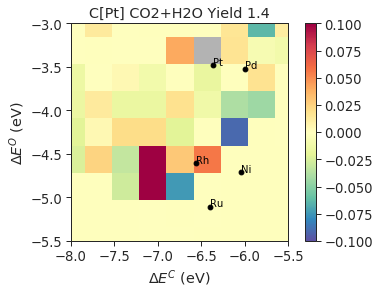 C[Pt] CO2+H2O Yield 1.4
−3.0
−3.5
−4.0
−4.5
−5.0
−5.5
ΔE^O (eV)
Pt
Pd
Rh
Ni
Ru
−8.0 −7.5 −7.0 −6.5 −6.0 −5.5
ΔE^C (eV)
0.100
0.075
0.050
0.025
0.000
−0.025
−0.050
−0.075
−0.100